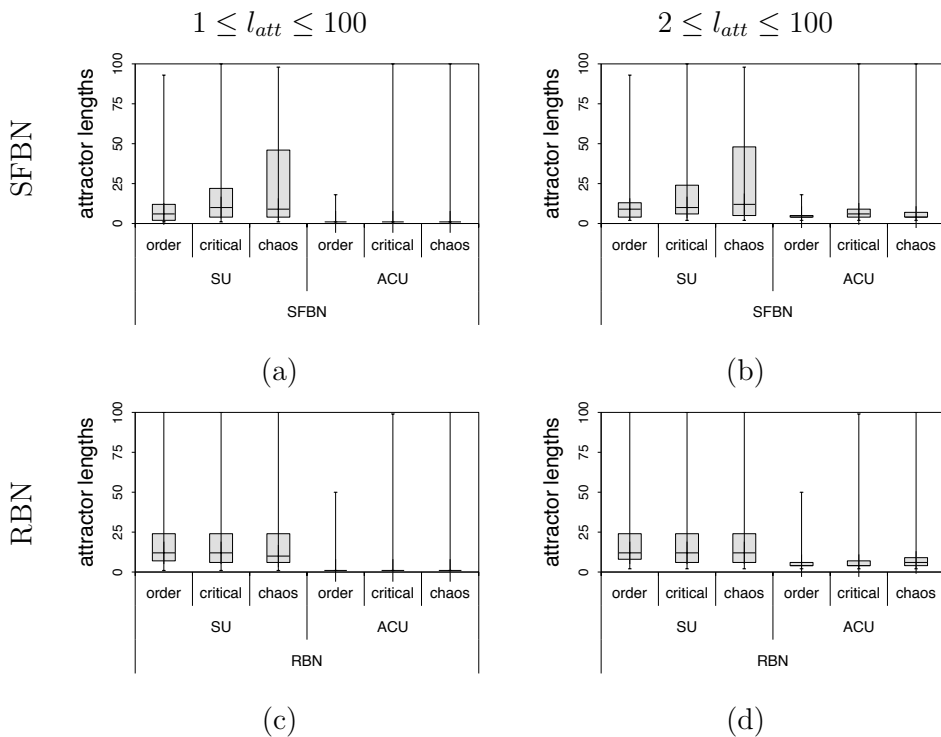 1 ≤ l_att ≤ 100
2 ≤ l_att ≤ 100
SFBN
attractor lengths
100
75
50
25
0
order critical chaos order critical chaos
SU ACU
SFBN
(a)
attractor lengths
100
75
50
25
0
order critical chaos order critical chaos
SU ACU
SFBN
(b)
RBN
attractor lengths
100
75
50
25
0
order critical chaos order critical chaos
SU ACU
RBN
(c)
attractor lengths
100
75
50
25
0
order critical chaos order critical chaos
SU ACU
RBN
(d)